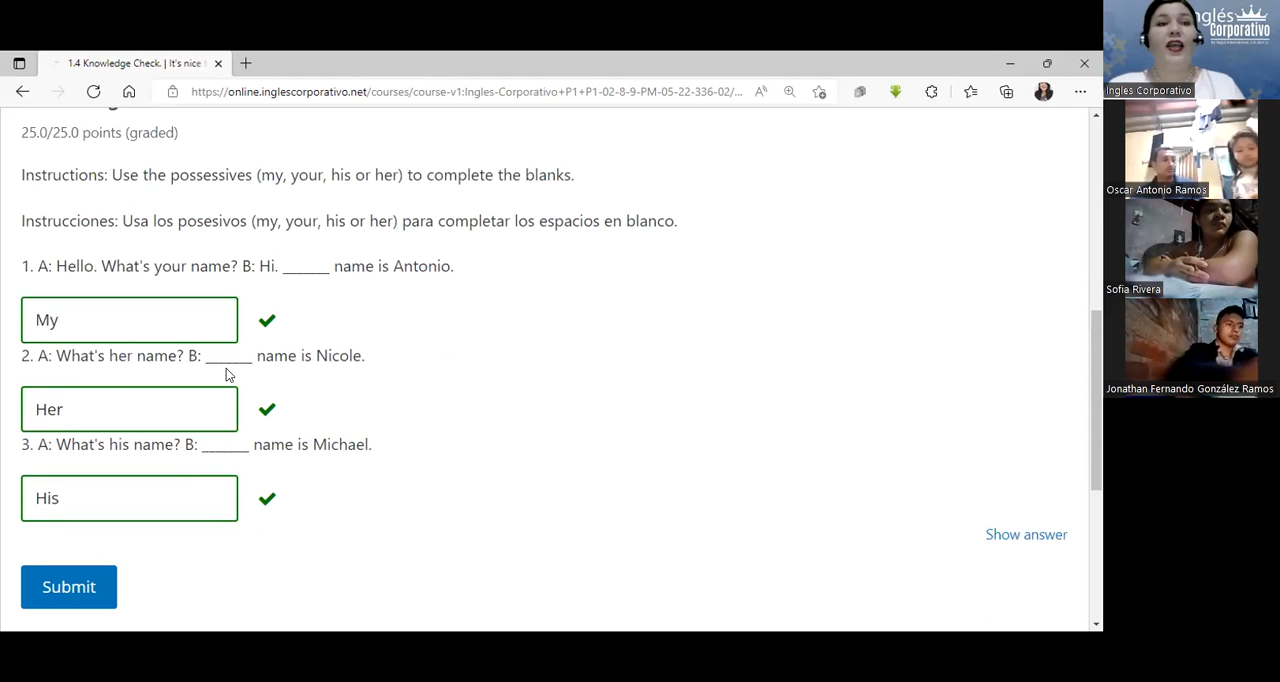 1.4 Knowledge Check. | It's nice
https://online.inglescorporativo.net/courses/course-v1:Ingles-Corporativo+P1+P1-02-8-9-PM-05-22-336-02/...
25.0/25.0 points (graded)
Instructions: Use the possessives (my, your, his or her) to complete the blanks.
Instrucciones: Usa los posesivos (my, your, his or her) para completar los espacios en blanco.
1. A: Hello. What's your name? B: Hi. _______ name is Antonio.
My
2. A: What's her name? B: _______ name is Nicole.
Her
3. A: What's his name? B: _______ name is Michael.
His
Show answer
Submit
Inglés
Corporativo
Ingles Corporativo
Oscar Antonio Ramos
Sofia Rivera
Jonathan Fernando González Ramos